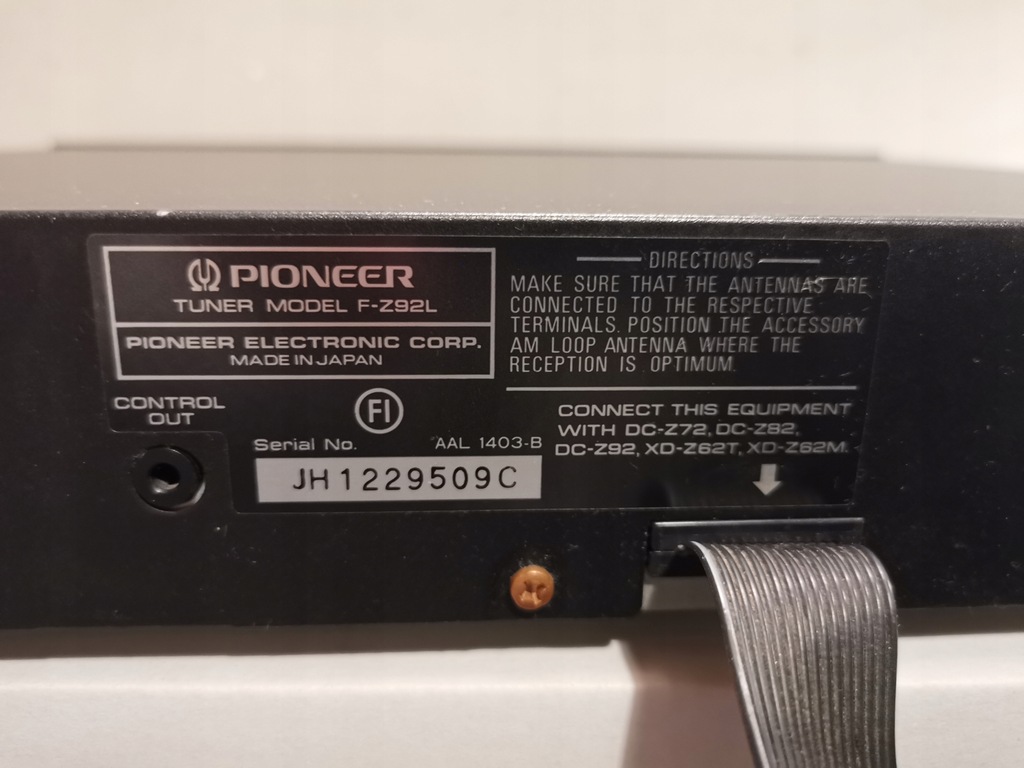 PIONEER
TUNER MODEL F-Z92L
PIONEER ELECTRONIC CORP.
MADE IN JAPAN
DIRECTIONS
MAKE SURE THAT THE ANTENNAS ARE
CONNECTED TO THE RESPECTIVE
TERMINALS. POSITION THE ACCESSORY
AM LOOP ANTENNA WHERE THE
RECEPTION IS OPTIMUM.
CONTROL
OUT
FI
Serial No.
AAL 1403-B
JH1229509C
CONNECT THIS EQUIPMENT
WITH DC-Z72, DC-Z82,
DC-Z92, XD-Z62T, XD-Z62M.